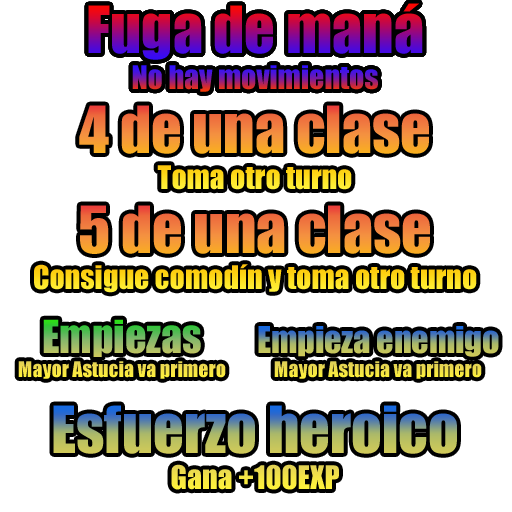 Fuga de maná
No hay movimientos
4 de una clase
Toma otro turno
5 de una clase
Consigue comodín y toma otro turno
Empiezas
Mayor Astucia va primero
Empieza enemigo
Mayor Astucia va primero
Esfuerzo heroico
Gana +100EXP